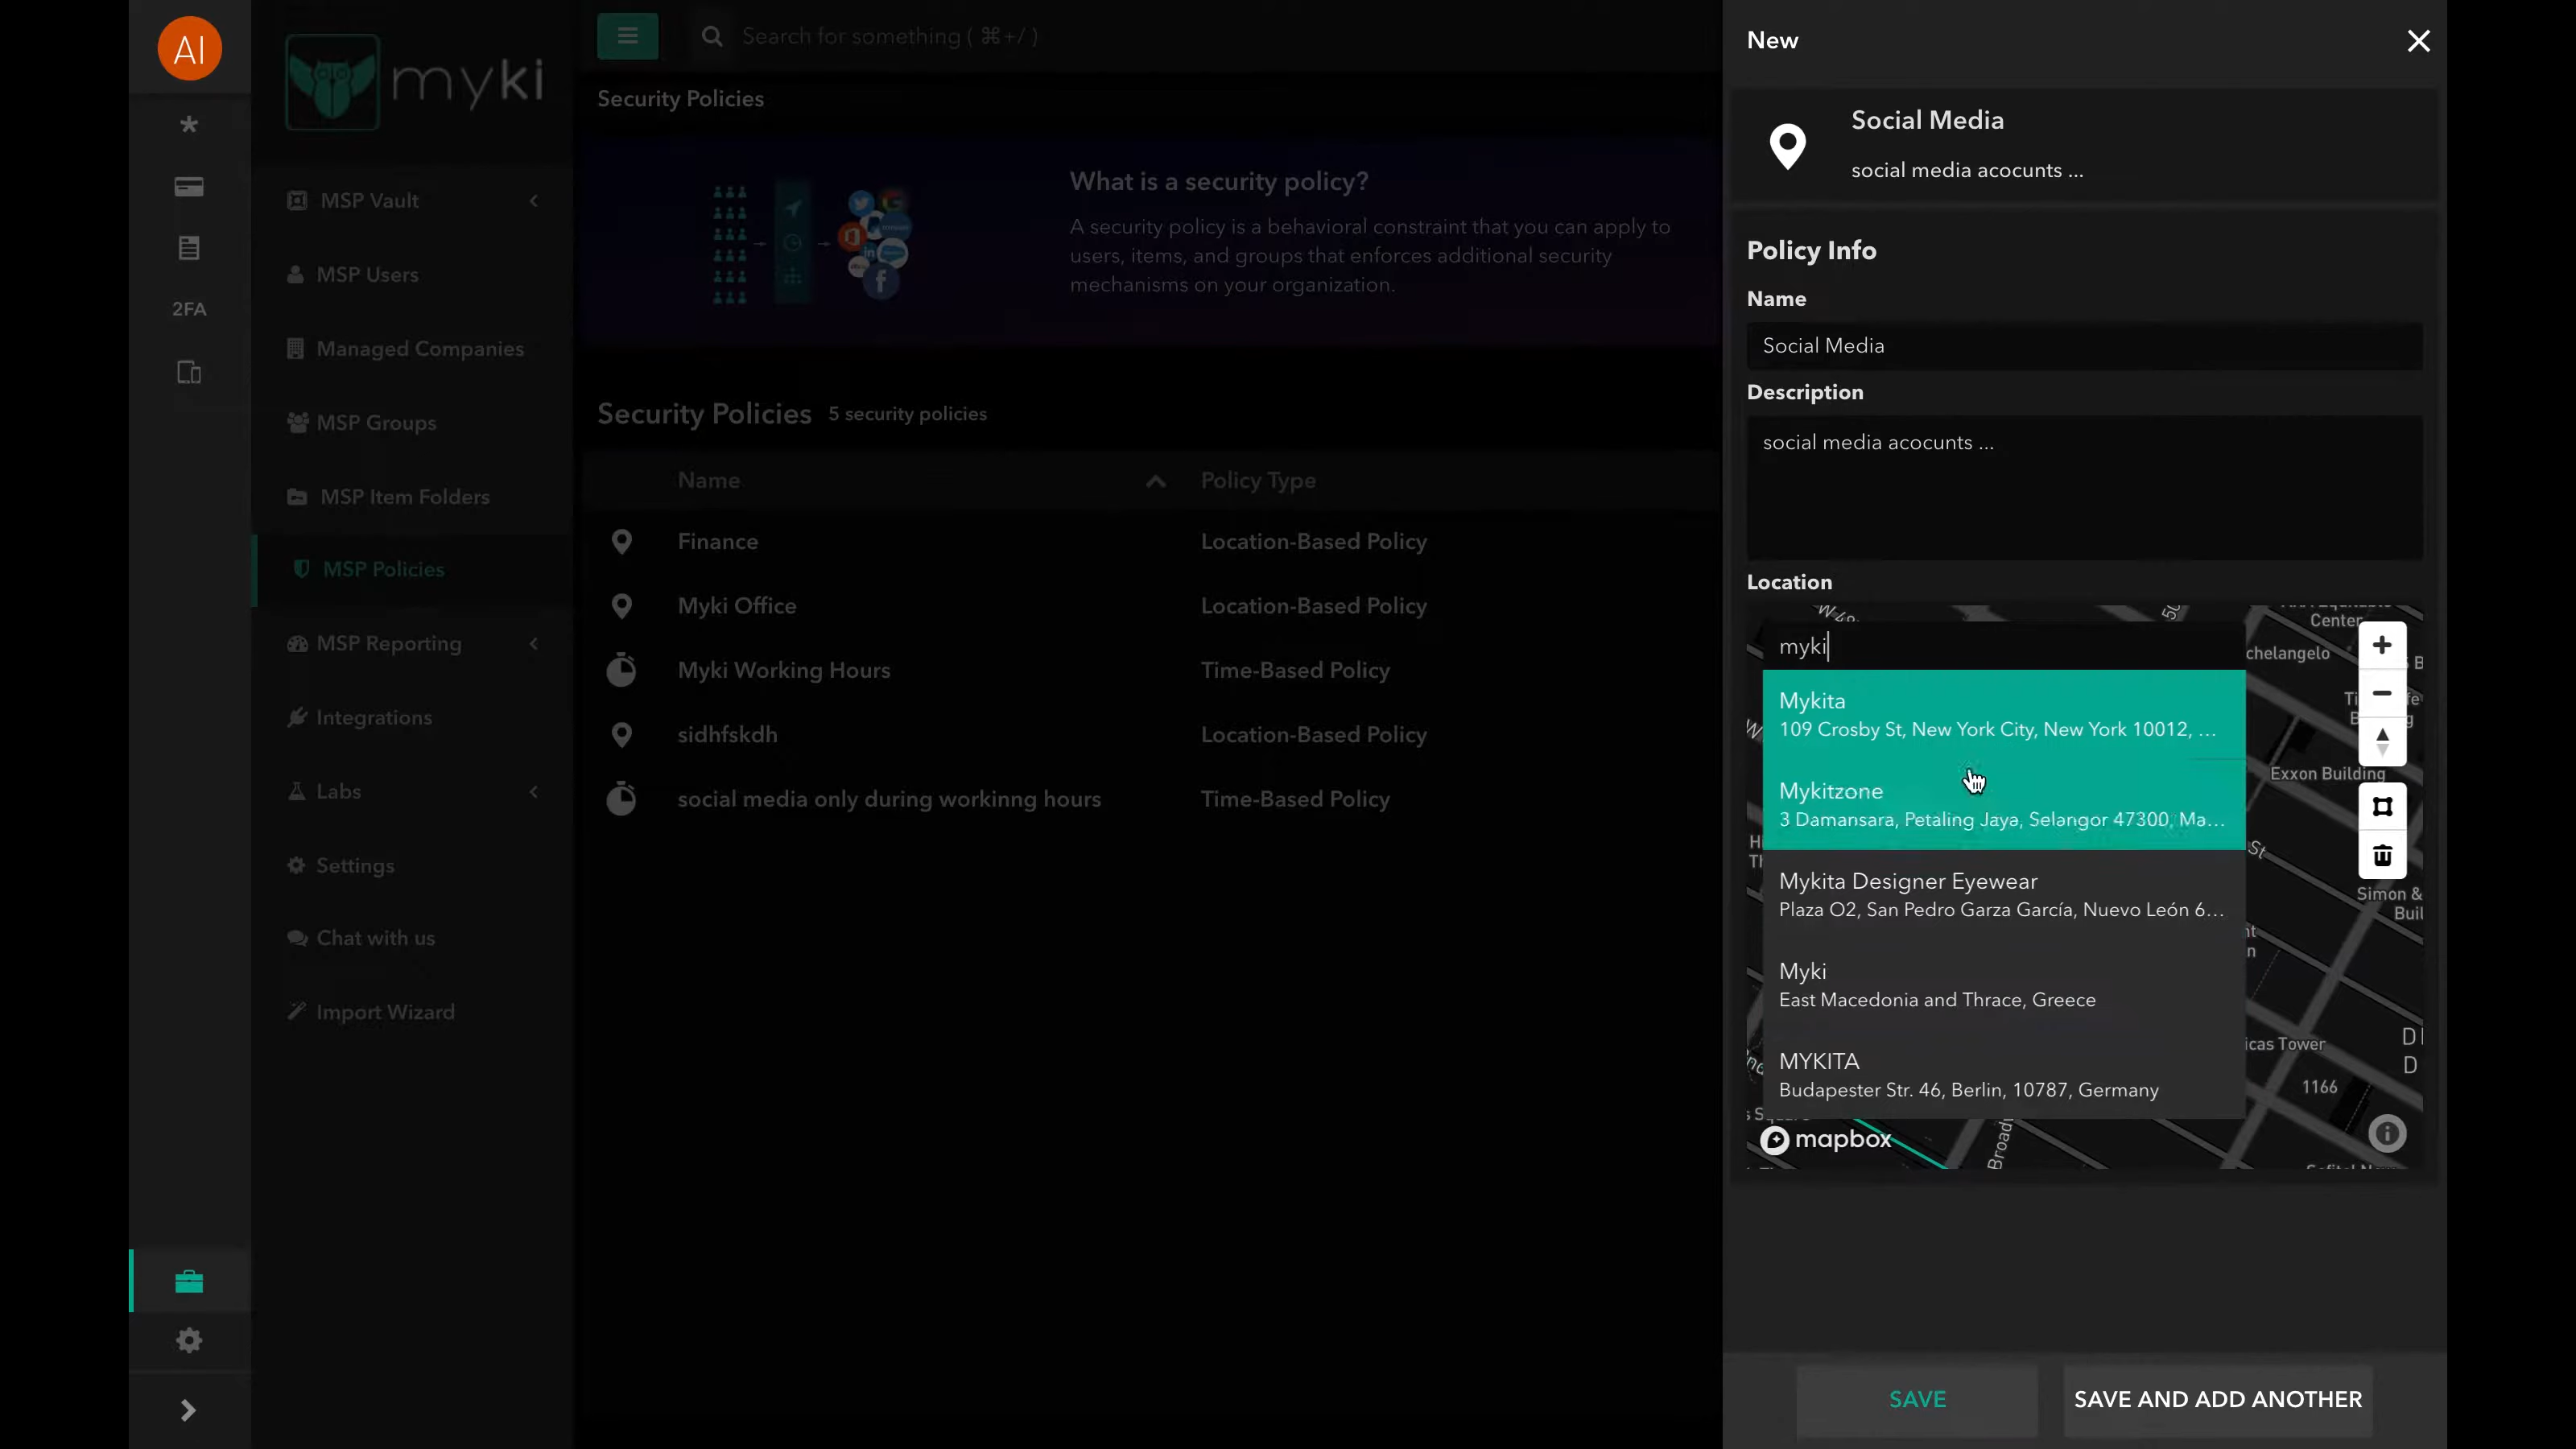 AI
2FA
myki
MSP Vault
MSP Users
Managed Companies
MSP Groups
MSP Item Folders
MSP Policies
MSP Reporting
Integrations
Labs
Settings
Chat with us
Import Wizard
Search for something ( ⌘+/ )
Security Policies
What is a security policy?
A security policy is a behavioral constraint that you can apply to
users, items, and groups that enforces additional security
mechanisms on your organization.
Security Policies 5 security policies
Name Policy Type
Finance Location-Based Policy
Myki Office Location-Based Policy
Myki Working Hours Time-Based Policy
sidhfskdh Location-Based Policy
social media only during workinng hours Time-Based Policy
New
Social Media
social media acocunts ...
Policy Info
Name
Social Media
Description
social media acocunts ...
Location
myki
Mykita
109 Crosby St, New York City, New York 10012, ...
Mykitzone
3 Damansara, Petaling Jaya, Selangor 47300, Ma...
Mykita Designer Eyewear
Plaza O2, San Pedro Garza García, Nuevo León 6...
Myki
East Macedonia and Thrace, Greece
MYKITA
Budapester Str. 46, Berlin, 10787, Germany
Center
chelangelo
Exxon Building
Simon &
Buil
icas Tower
1166
Broad
mapbox
SAVE
SAVE AND ADD ANOTHER